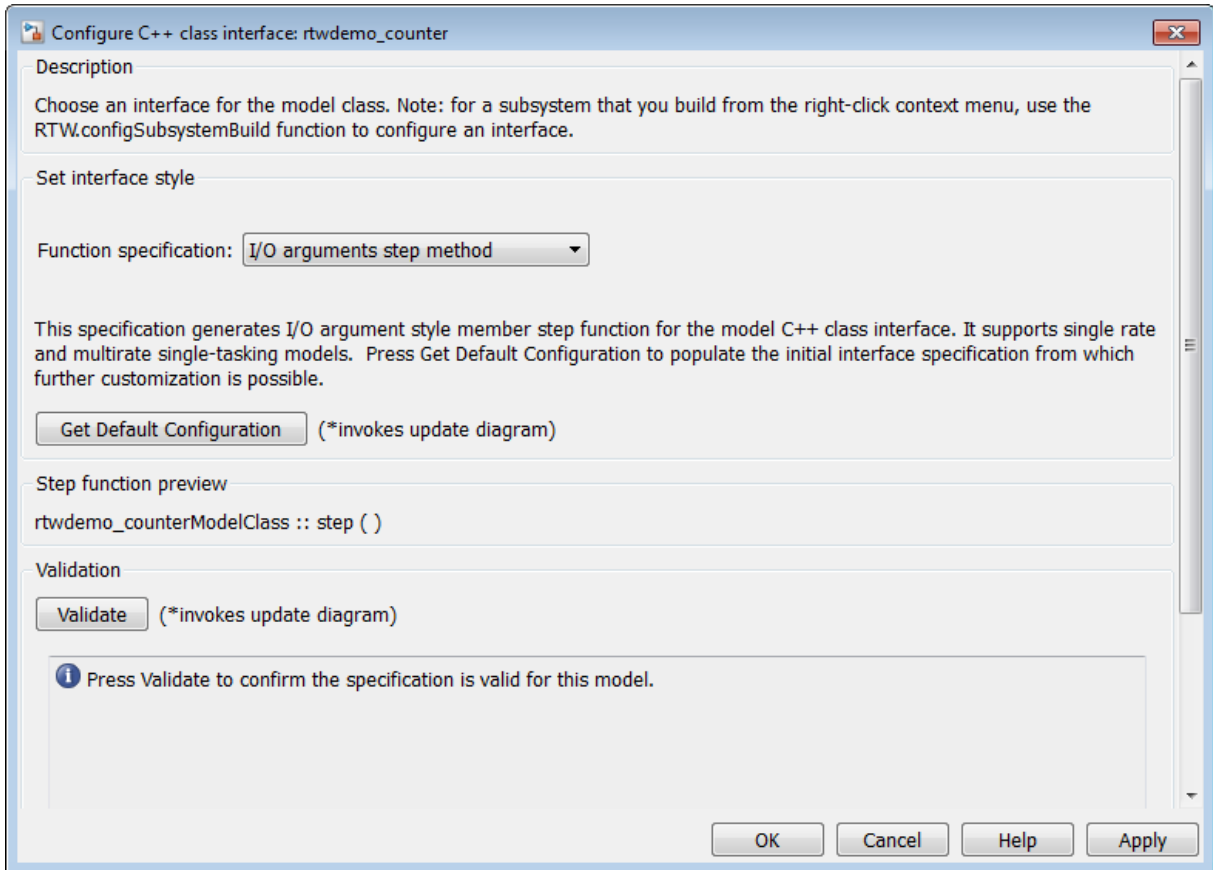 Configure C++ class interface: rtwdemo_counter
Description
Choose an interface for the model class. Note: for a subsystem that you build from the right-click context menu, use the
RTW.configSubsystemBuild function to configure an interface.
Set interface style
Function specification: I/O arguments step method
This specification generates I/O argument style member step function for the model C++ class interface. It supports single rate
and multirate single-tasking models.  Press Get Default Configuration to populate the initial interface specification from which
further customization is possible.
Get Default Configuration (*invokes update diagram)
Step function preview
rtwdemo_counterModelClass :: step ( )
Validation
Validate (*invokes update diagram)
Press Validate to confirm the specification is valid for this model.
OK Cancel Help Apply